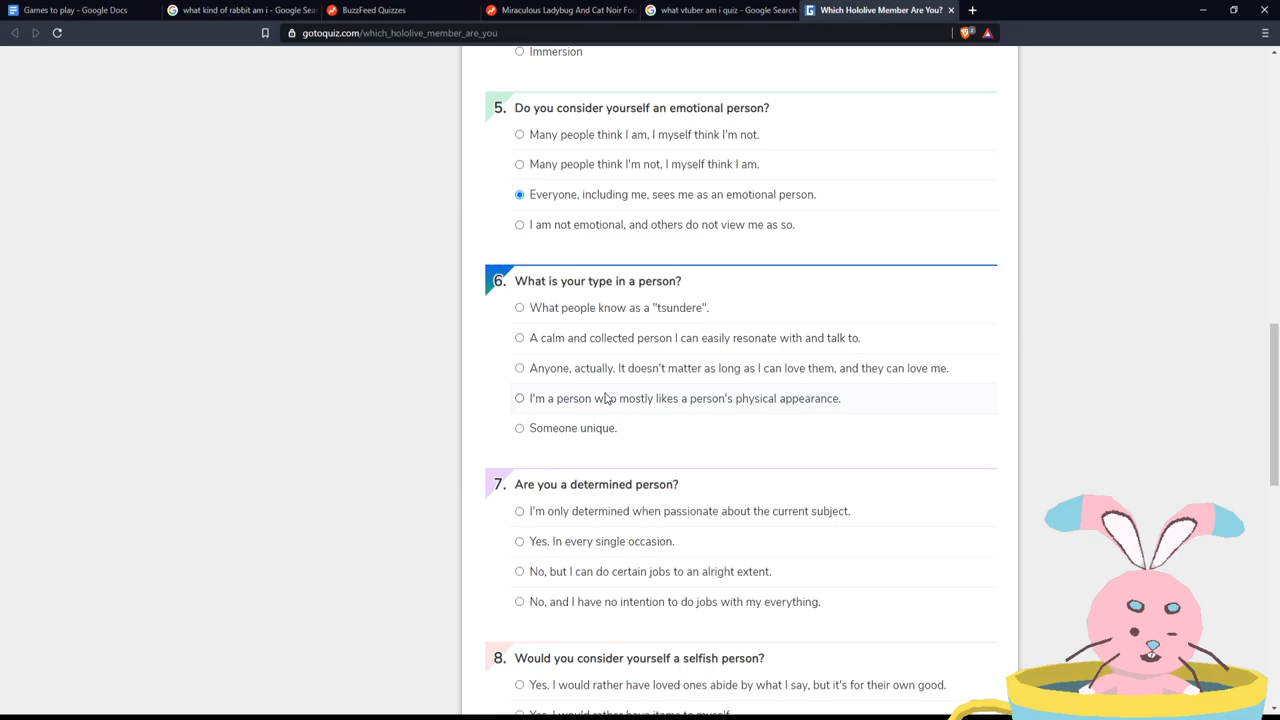 Games to play - Google Docs
what kind of rabbit am i - Google Sea
BuzzFeed Quizzes
Miraculous Ladybug And Cat Noir Fo
what vtuber am i quiz - Google Search
Which Hololive Member Are You?
gotoquiz.com/which_hololive_member_are_you
Immersion
5. Do you consider yourself an emotional person?
Many people think I am, I myself think I'm not.
Many people think I'm not, I myself think I am.
Everyone, including me, sees me as an emotional person.
I am not emotional, and others do not view me as so.
6. What is your type in a person?
What people know as a "tsundere".
A calm and collected person I can easily resonate with and talk to.
Anyone, actually. It doesn't matter as long as I can love them, and they can love me.
I'm a person who mostly likes a person's physical appearance.
Someone unique.
7. Are you a determined person?
I'm only determined when passionate about the current subject.
Yes. In every single occasion.
No, but I can do certain jobs to an alright extent.
No, and I have no intention to do jobs with my everything.
8. Would you consider yourself a selfish person?
Yes. I would rather have loved ones abide by what I say, but it's for their own good.
Yes. I would rather have items to myself.